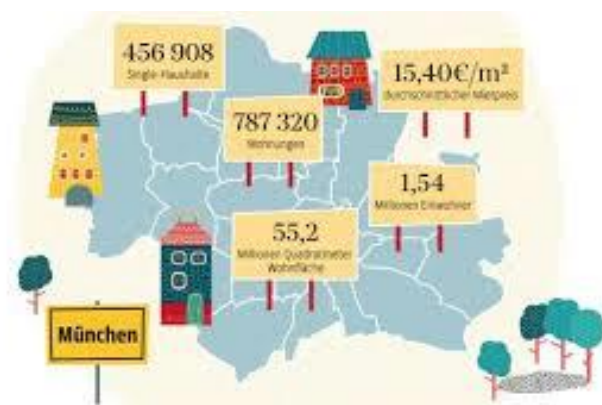 456 908
Single-Haushalte
15,40€/m²
durchschnittlicher Mietpreis
787 320
Wohnungen
1,54
Millionen Einwohner
55,2
Millionen Quadratmeter
Wohnfläche
München